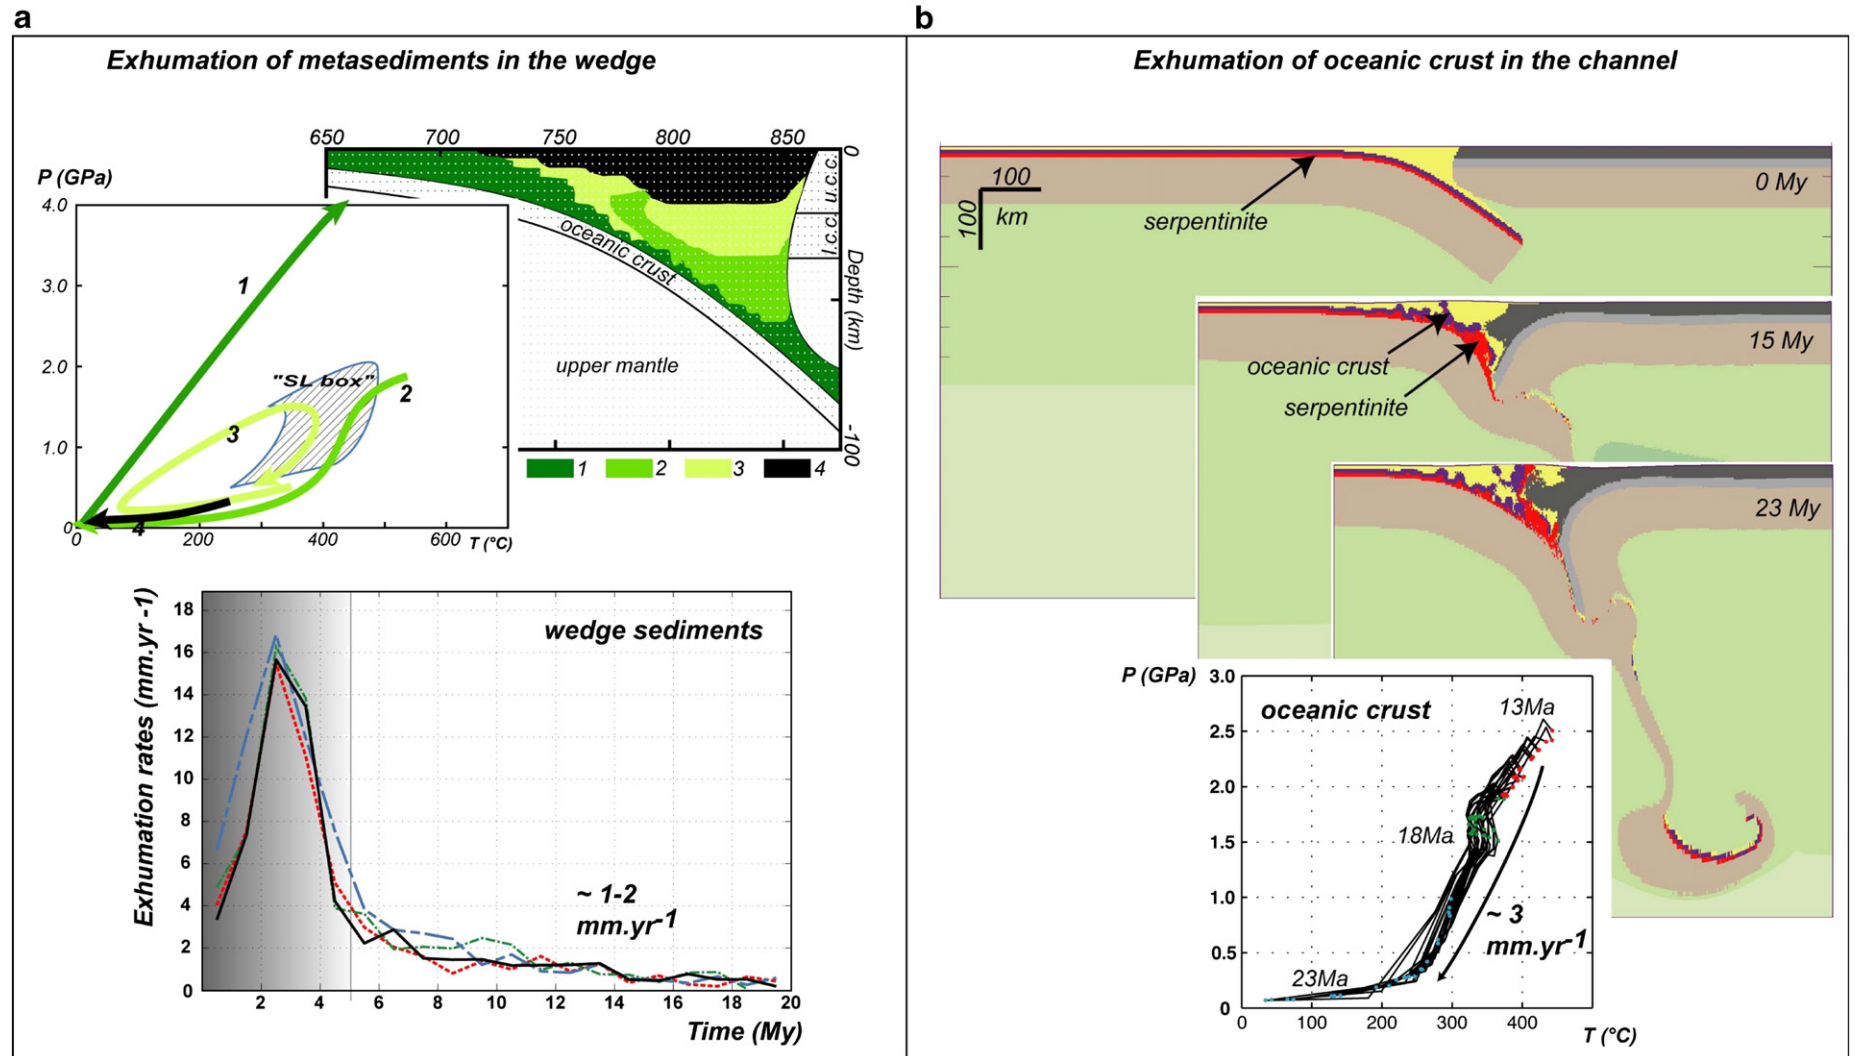 a
Exhumation of metasediments in the wedge
650 700 750 800 850
0
u.c.c.
l.c.c.
Depth (km)
-100
oceanic crust
upper mantle
1 2 3 4
P (GPa)
4.0
3.0
2.0
1.0
0
1
"SL box"
2
3
4
0 200 400 600 T (°C)
Exhumation rates (mm.yr -1)
18
16
14
12
10
8
6
4
2
0
wedge sediments
~ 1-2
mm.yr-1
2 4 6 8 10 12 14 16 18 20
Time (My)
b
Exhumation of oceanic crust in the channel
100
100
km
serpentinite
0 My
oceanic crust
serpentinite
15 My
23 My
P (GPa)
3.0
2.5
2.0
1.5
1.0
0.5
0
oceanic crust
13Ma
18Ma
23Ma
~ 3
mm.yr-1
0 100 200 300 400
T (°C)